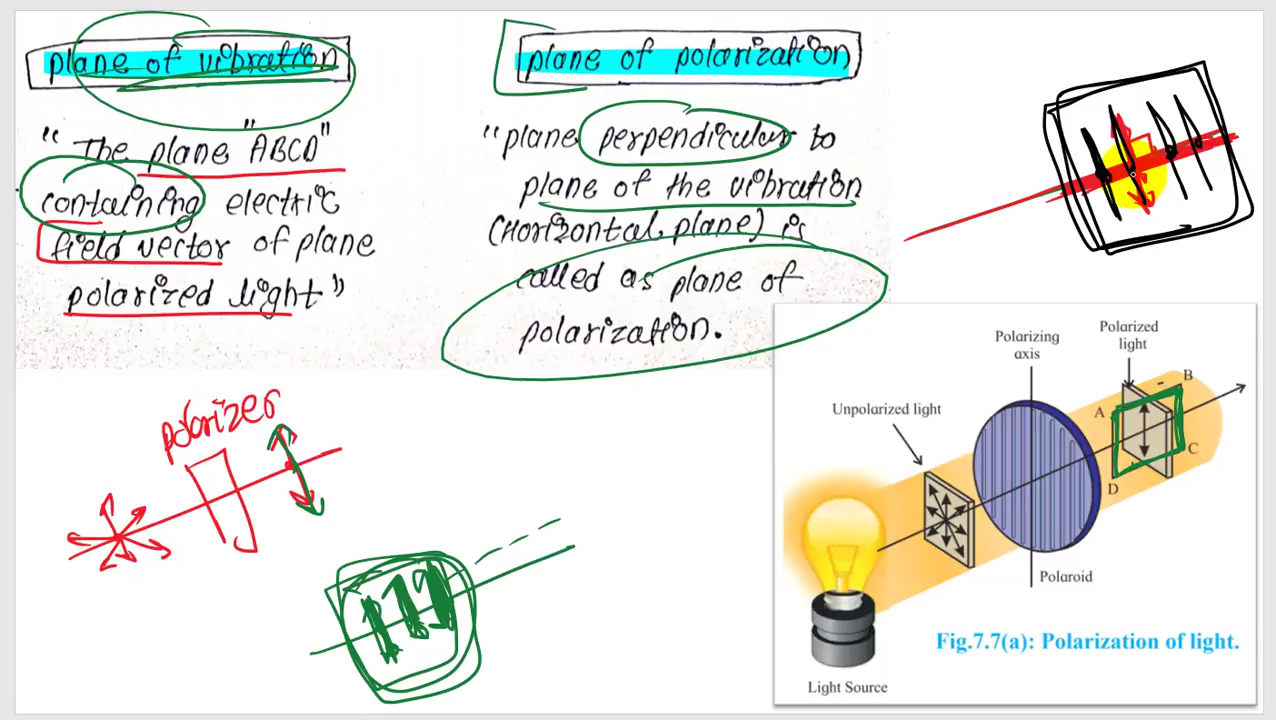 plane of vibration
"The plane "ABCD"
containing electric
field vector of plane
polarized light"
plane of polarization
"plane perpendicular to
plane of the vibration
(Horizontal plane) is
called as plane of
polarization.
polarizer
Polarizing
axis
Polarized
light
Unpolarized light
A
B
C
D
Polaroid
Light Source
Fig.7.7(a): Polarization of light.